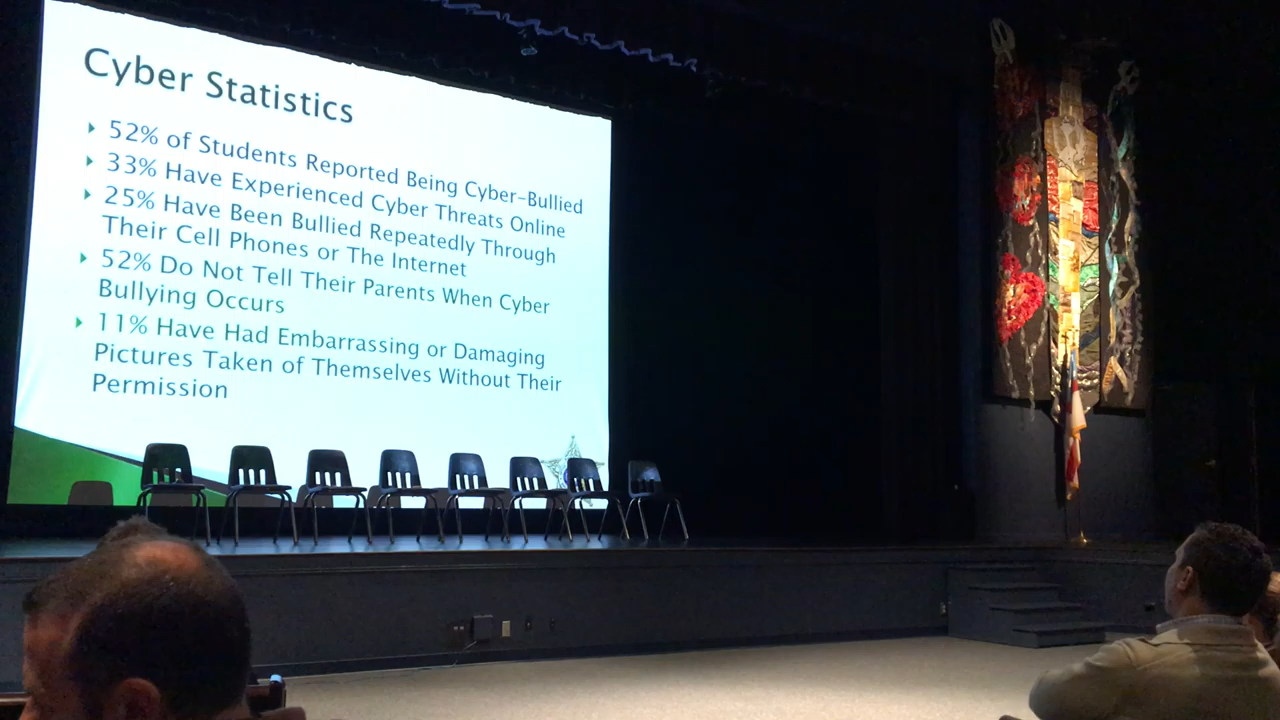 Cyber Statistics
52% of Students Reported Being Cyber-Bullied
33% Have Experienced Cyber Threats Online
25% Have Been Bullied Repeatedly Through
Their Cell Phones or The Internet
52% Do Not Tell Their Parents When Cyber
Bullying Occurs
11% Have Had Embarrassing or Damaging
Pictures Taken of Themselves Without Their
Permission